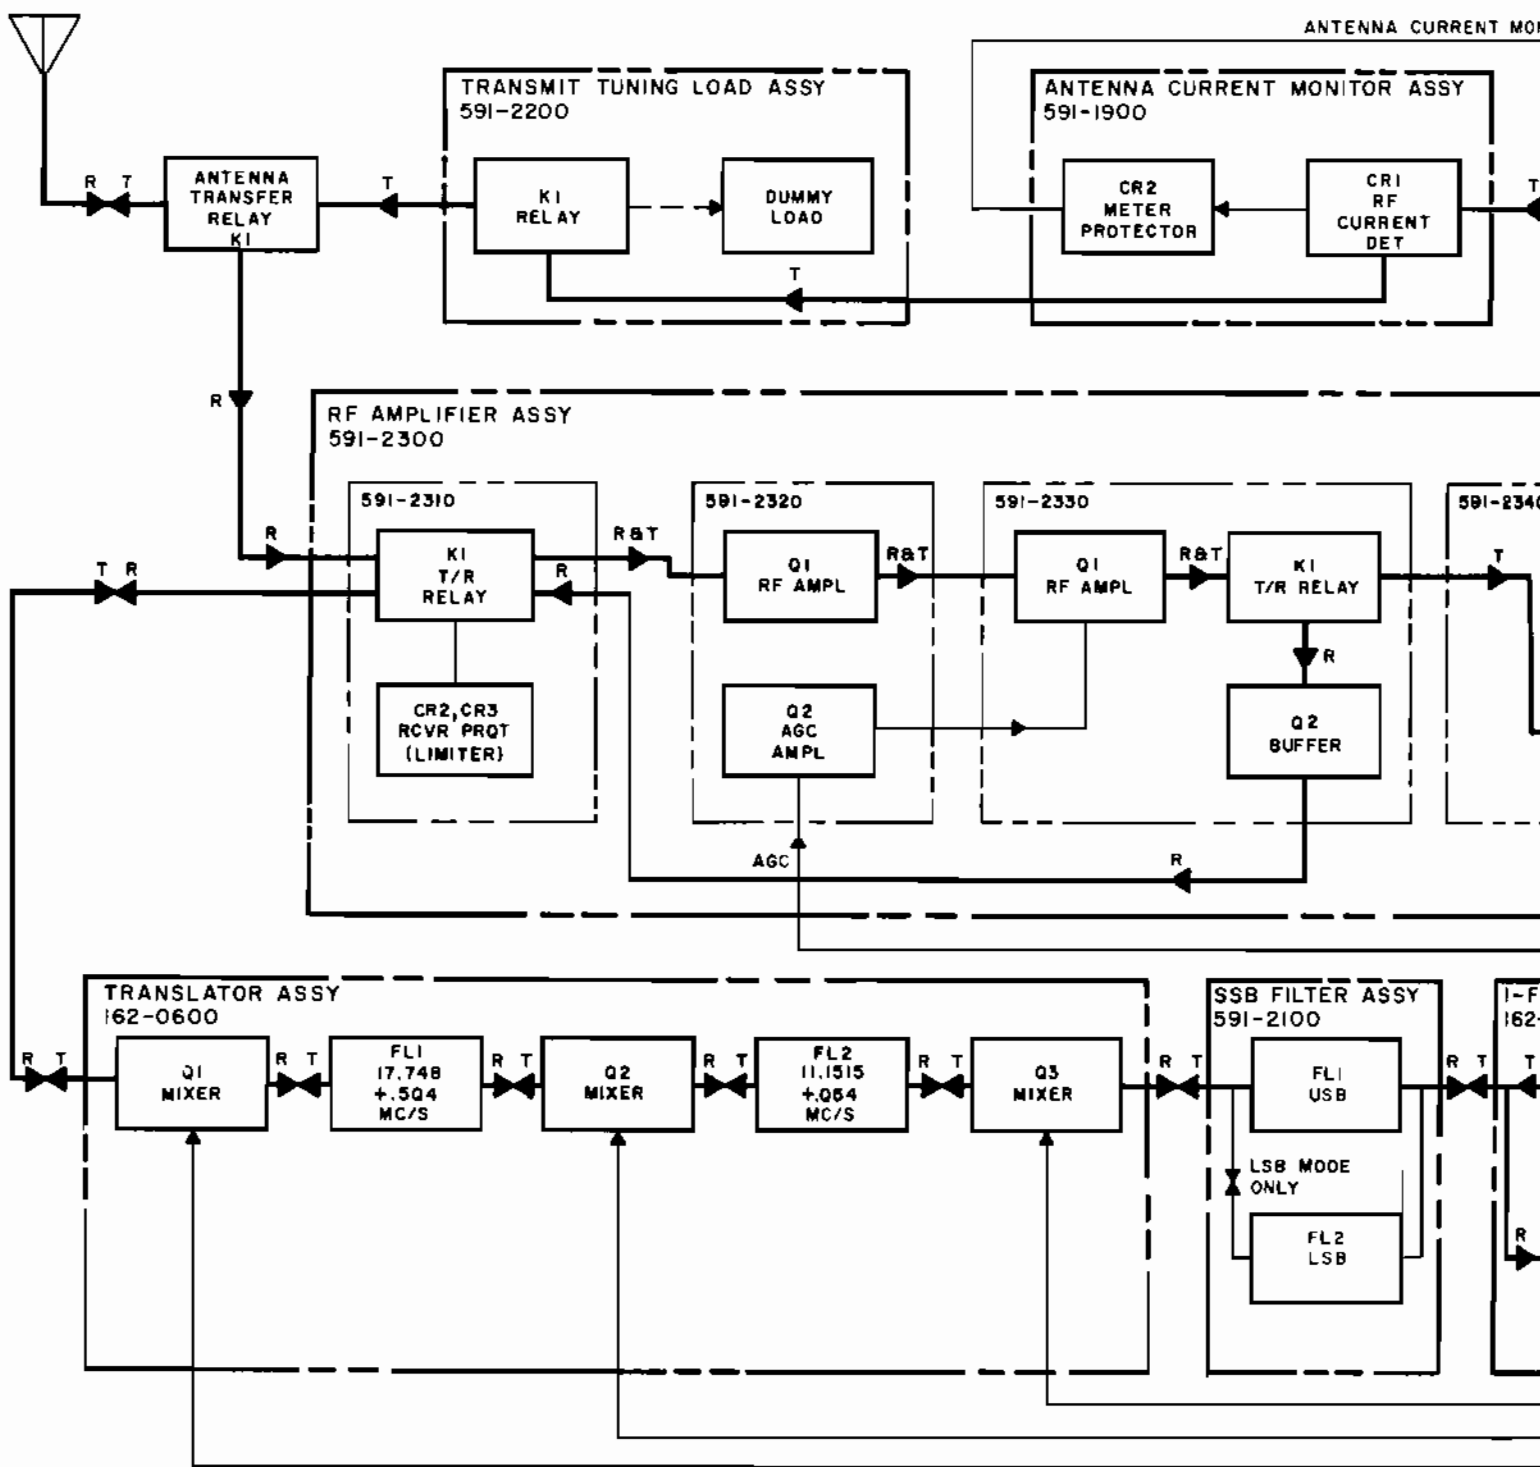 ANTENNA CURRENT MO
TRANSMIT TUNING LOAD ASSY
591-2200
ANTENNA CURRENT MONITOR ASSY
591-1900
R T
ANTENNA
TRANSFER
RELAY
K1
T
K1
RELAY
DUMMY
LOAD
CR2
METER
PROTECTOR
CR1
RF
CURRENT
DET
T
T
R
RF AMPLIFIER ASSY
591-2300
591-2310
591-2320
591-2330
591-2340
R
K1
T/R
RELAY
R&T
R
Q1
RF AMPL
R&T
Q1
RF AMPL
R&T
K1
T/R RELAY
T
T R
R
CR2, CR3
RCVR PROT
(LIMITER)
Q2
AGC
AMPL
Q2
BUFFER
AGC
R
TRANSLATOR ASSY
162-0600
SSB FILTER ASSY
591-2100
I-F
162-
R T
Q1
MIXER
R T
FL1
17.748
+.504
MC/S
R T
Q2
MIXER
R T
FL2
11.1515
+.064
MC/S
R T
Q3
MIXER
R T
FL1
USB
R T
T
LSB MODE
ONLY
FL2
LSB
R